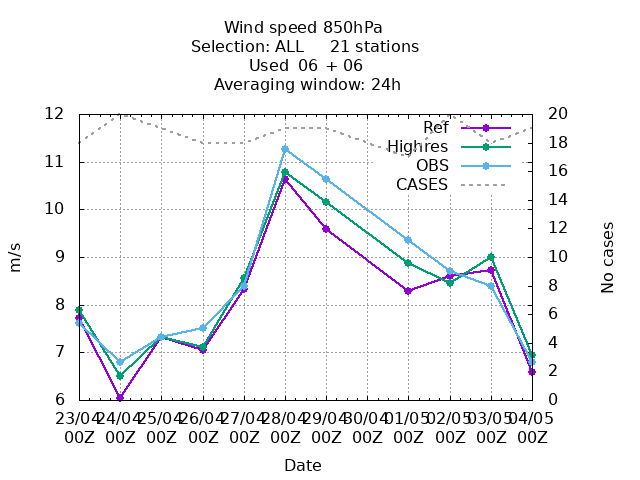 Wind speed 850hPa
Selection: ALL 21 stations
Used 06 + 06
Averaging window: 24h
12 20
Ref
18
Highres
11 16
OBS
CASES
14
10
12
9 10
m/s
No cases
8
8
6
4
7
2
6 0
23/04 24/04 25/04 26/04 27/04 28/04 29/04 30/04 01/05 02/05 03/05 04/05
00Z 00Z 00Z 00Z 00Z 00Z 00Z 00Z 00Z 00Z 00Z 00Z
Date